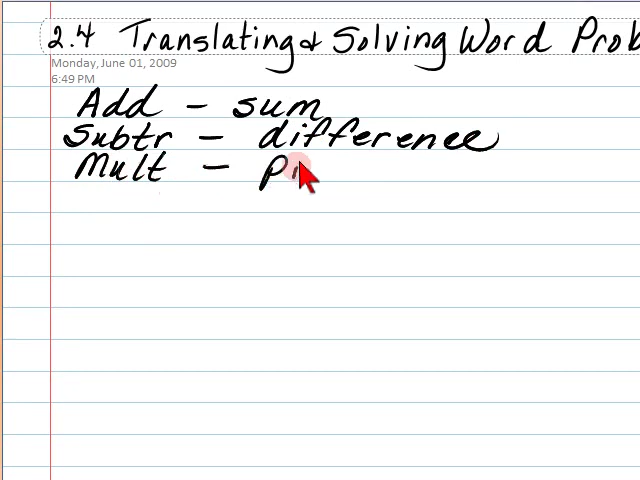 2.4 Translating & Solving Word Prob
Monday, June 01, 2009
6:49 PM
Add - sum
Subtr - difference
Mult - p